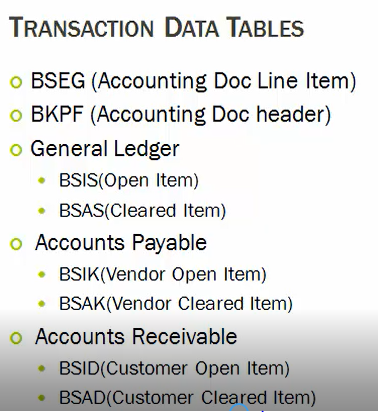 TRANSACTION DATA TABLES
BSEG (Accounting Doc Line Item)
BKPF (Accounting Doc header)
General Ledger
BSIS(Open Item)
BSAS(Cleared Item)
Accounts Payable
BSIK(Vendor Open Item)
BSAK(Vendor Cleared Item)
Accounts Receivable
BSID(Customer Open Item)
BSAD(Customer Cleared Item)